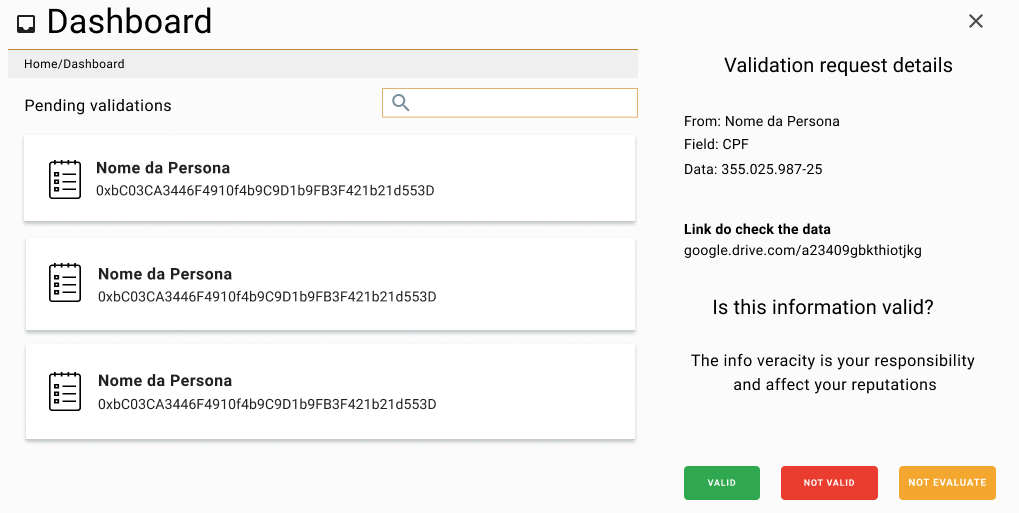 Dashboard
Home/Dashboard
Pending validations
Nome da Persona
0xbC03CA3446F4910f4b9C9D1b9FB3F421b21d553D
Nome da Persona
0xbC03CA3446F4910f4b9C9D1b9FB3F421b21d553D
Nome da Persona
0xbC03CA3446F4910f4b9C9D1b9FB3F421b21d553D
Validation request details
From: Nome da Persona
Field: CPF
Data: 355.025.987-25
Link do check the data
google.drive.com/a23409gbkthiotjkg
Is this information valid?
The info veracity is your responsibility
and affect your reputations
VALID
NOT VALID
NOT EVALUATE